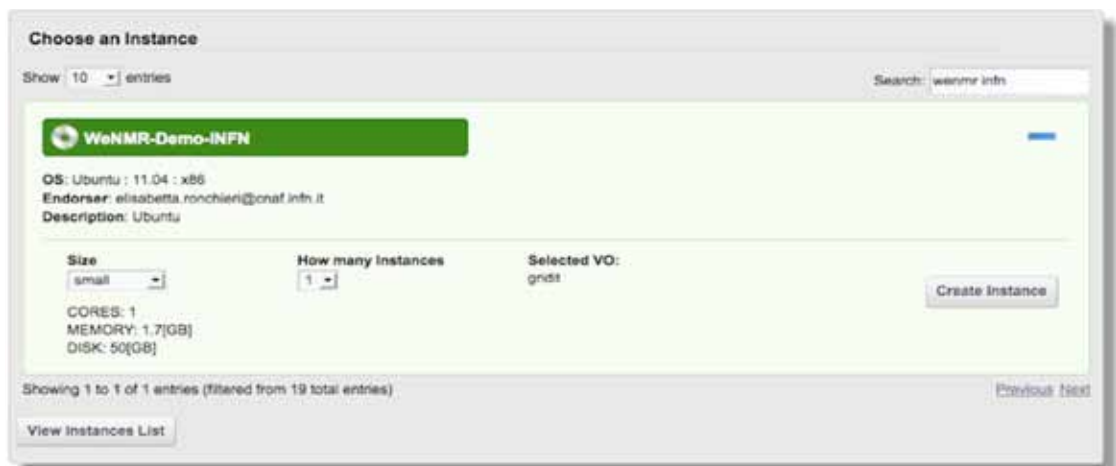 Choose an Instance
Show 10 entries
Search: wenmr infn
WeNMR-Demo-INFN
OS: Ubuntu : 11.04 : x86
Endorser: elisabetta.ronchieri@cnaf.infn.it
Description: Ubuntu
Size
How many Instances
Selected VO:
small
1
gridit
Create Instance
CORES: 1
MEMORY: 1.7[GB]
DISK: 50[GB]
Showing 1 to 1 of 1 entries (filtered from 19 total entries)
Previous Next
View Instances List